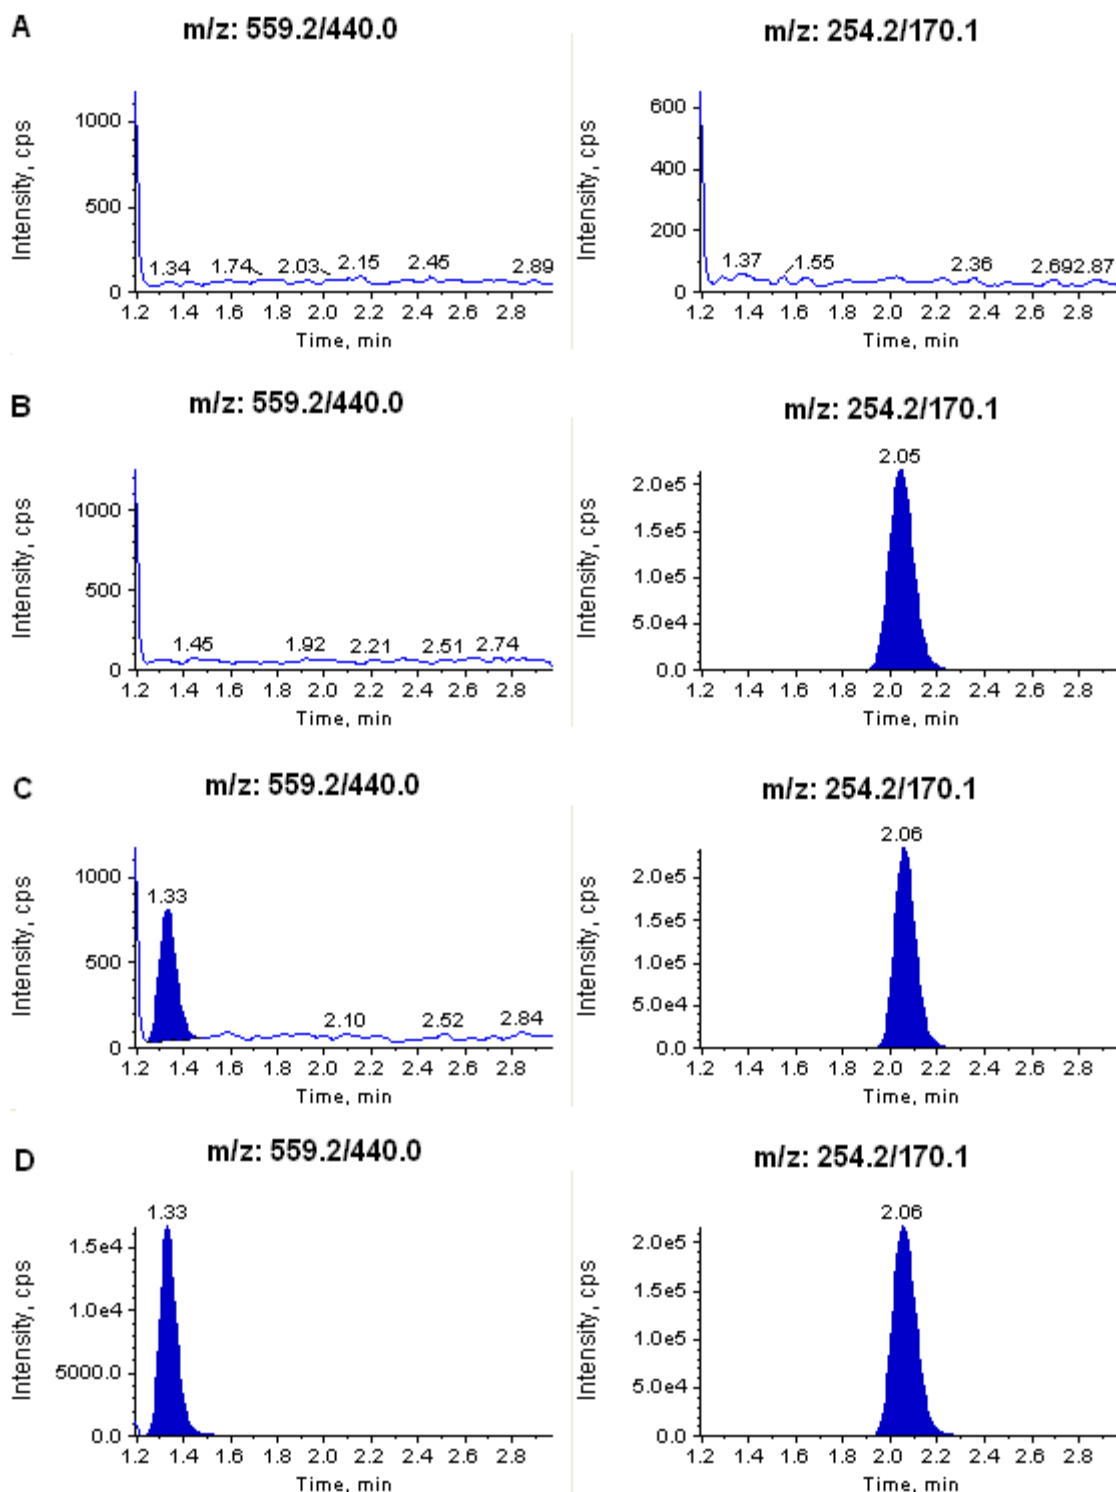 A
m/z: 559.2/440.0
m/z: 254.2/170.1
Intensity, cps
1000
500
0
1.34
1.74
2.03
2.15
2.45
2.89
1.2 1.4 1.6 1.8 2.0 2.2 2.4 2.6 2.8
Time, min
Intensity, cps
600
400
200
0
1.37
1.55
2.36
2.69
2.87
1.2 1.4 1.6 1.8 2.0 2.2 2.4 2.6 2.8
Time, min
B
m/z: 559.2/440.0
m/z: 254.2/170.1
Intensity, cps
1000
500
0
1.45
1.92
2.21
2.51
2.74
1.2 1.4 1.6 1.8 2.0 2.2 2.4 2.6 2.8
Time, min
Intensity, cps
2.05
2.0e5
1.5e5
1.0e5
5.0e4
0.0
1.2 1.4 1.6 1.8 2.0 2.2 2.4 2.6 2.8
Time, min
C
m/z: 559.2/440.0
m/z: 254.2/170.1
Intensity, cps
1000
500
0
1.33
2.10
2.52
2.84
1.2 1.4 1.6 1.8 2.0 2.2 2.4 2.6 2.8
Time, min
Intensity, cps
2.06
2.0e5
1.5e5
1.0e5
5.0e4
0.0
1.2 1.4 1.6 1.8 2.0 2.2 2.4 2.6 2.8
Time, min
D
m/z: 559.2/440.0
m/z: 254.2/170.1
Intensity, cps
1.33
1.5e4
1.0e4
5000.0
0.0
1.2 1.4 1.6 1.8 2.0 2.2 2.4 2.6 2.8
Time, min
Intensity, cps
2.06
2.0e5
1.5e5
1.0e5
5.0e4
0.0
1.2 1.4 1.6 1.8 2.0 2.2 2.4 2.6 2.8
Time, min